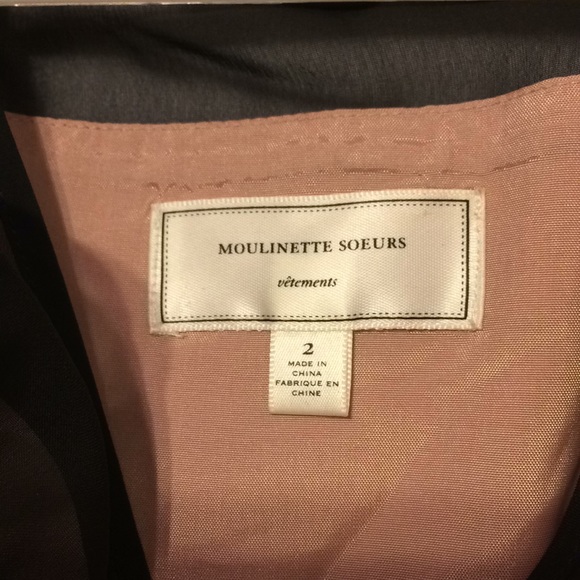 MOULINETTE SOEURS
vêtements
2
MADE IN
CHINA
FABRIQUE EN
CHINE